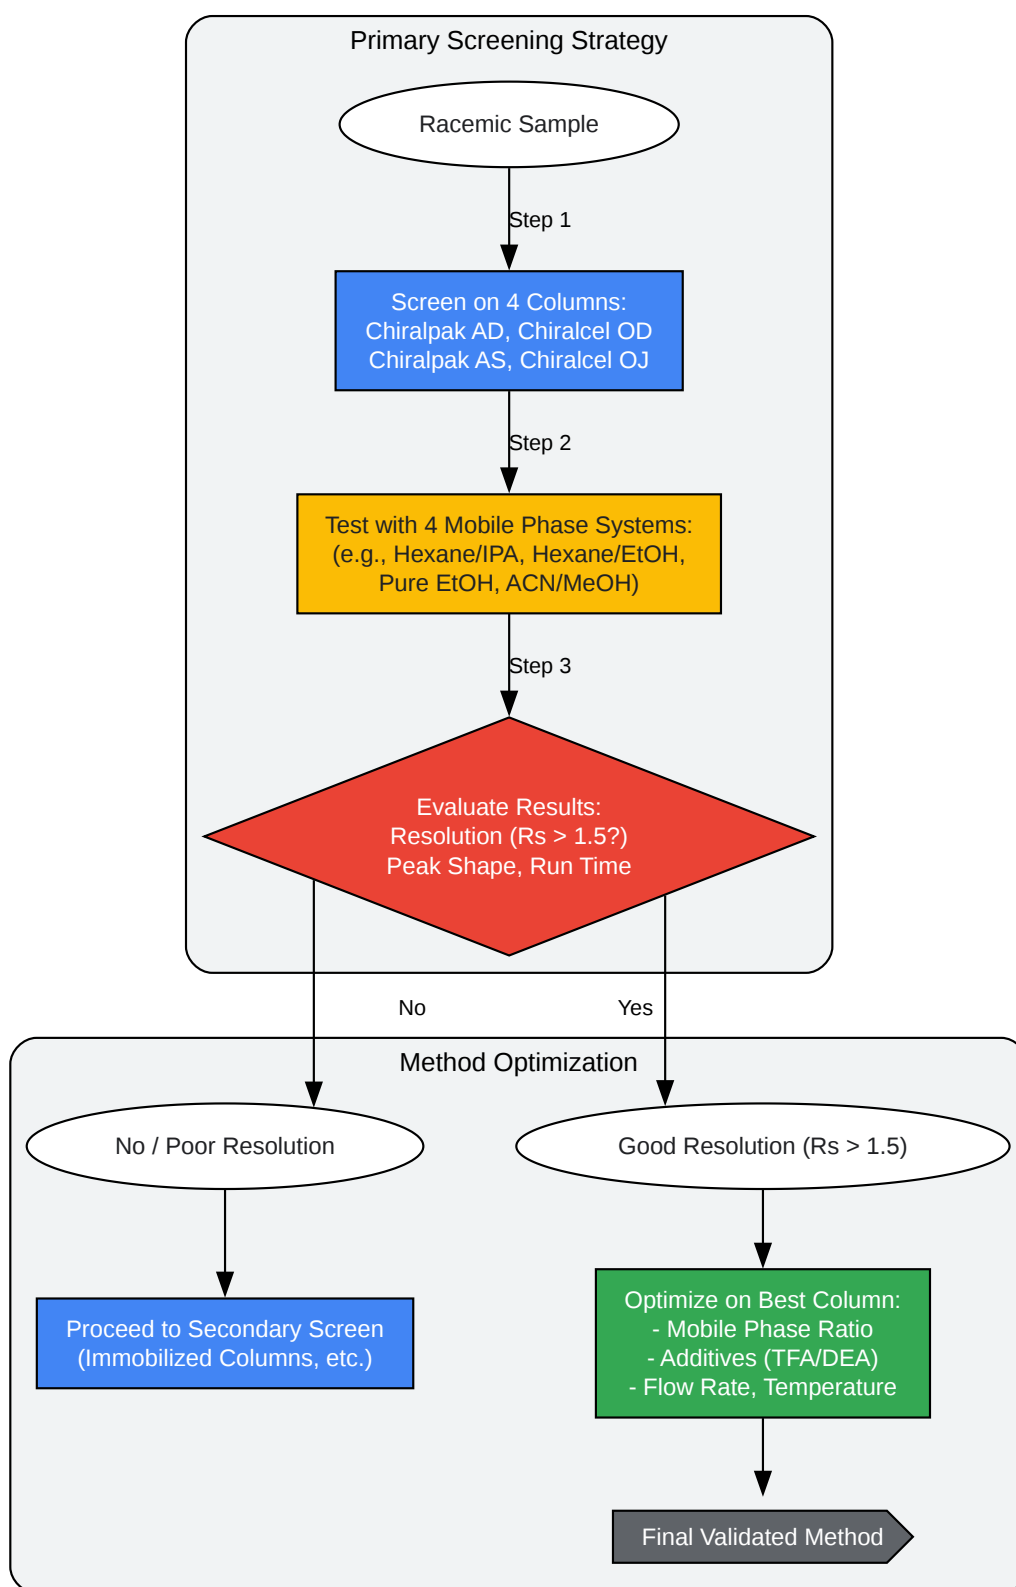 Primary Screening Strategy
Racemic Sample
Step 1
Screen on 4 Columns:
Chiralpak AD, Chiralcel OD
Chiralpak AS, Chiralcel OJ
Step 2
Test with 4 Mobile Phase Systems:
(e.g., Hexane/IPA, Hexane/EtOH,
Pure EtOH, ACN/MeOH)
Step 3
Evaluate Results:
Resolution (Rs > 1.5?)
Peak Shape, Run Time
No
Yes
Method Optimization
No / Poor Resolution
Good Resolution (Rs > 1.5)
Proceed to Secondary Screen
(Immobilized Columns, etc.)
Optimize on Best Column:
- Mobile Phase Ratio
- Additives (TFA/DEA)
- Flow Rate, Temperature
Final Validated Method